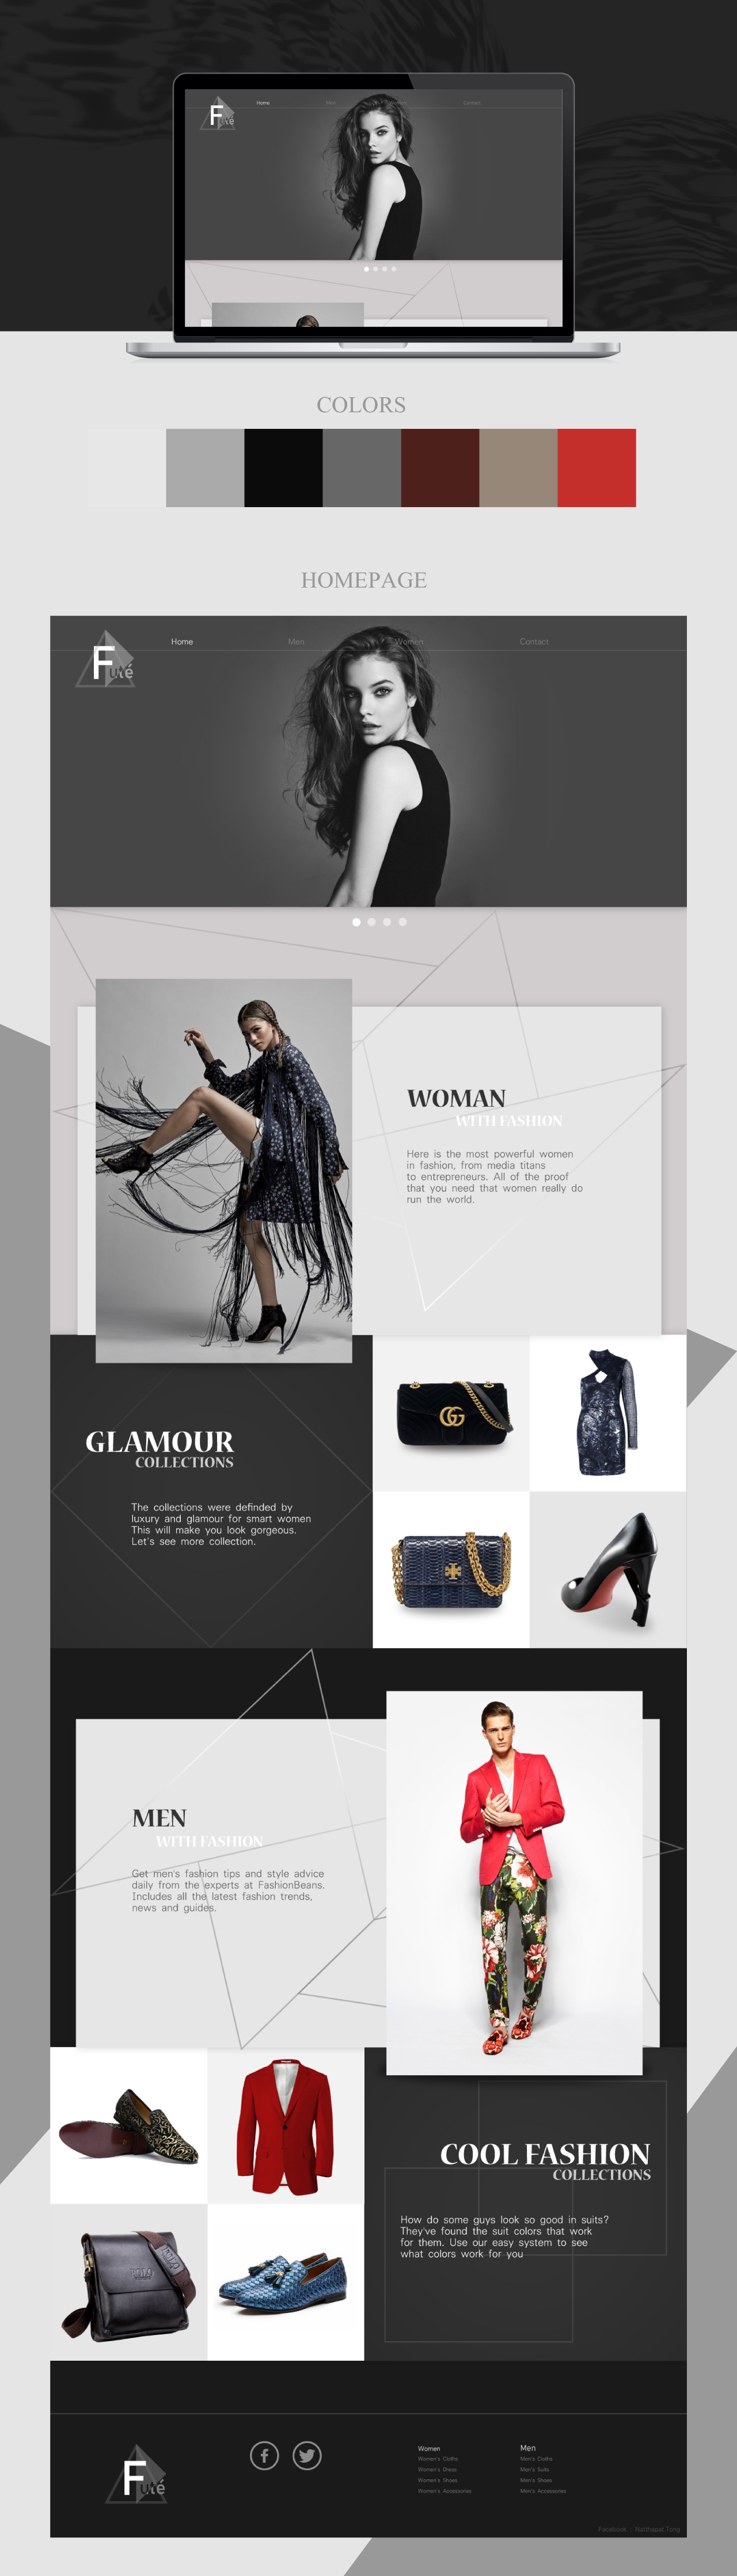 Futé
Home Men Women Contact
COLORS
HOMEPAGE
Futé
Home Men Women Contact
WOMAN
WITH FASHION
Here is the most powerful women
in fashion, from media titans
to entrepreneurs. All of the proof
that you need that women really do
run the world.
GLAMOUR
COLLECTIONS
The collections were definded by
luxury and glamour for smart women
This will make you look gorgeous.
Let's see more collection.
MEN
WITH FASHION
Get men's fashion tips and style advice
daily from the experts at FashionBeans.
Includes all the latest fashion trends,
news and guides.
COOL FASHION
COLLECTIONS
How do some guys look so good in suits?
They've found the suit colors that work
for them. Use our easy system to see
what colors work for you
POLO
Futé
Women
Women's Cloths
Women's Dress
Women's Shoes
Women's Accessories
Men
Men's Cloths
Men's Suits
Men's Shoes
Men's Accessories
Facebook : Natthapat Tong